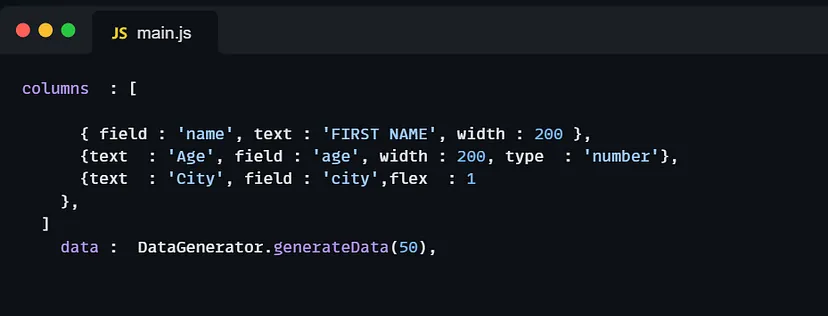 JS main.js
columns  : [
{ field : 'name', text : 'FIRST NAME', width : 200 },
{text  : 'Age', field : 'age', width : 200, type  : 'number'},
{text  : 'City', field : 'city',flex  : 1
},
]
data :  DataGenerator.generateData(50),